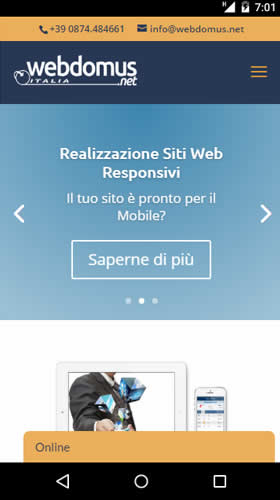 7:01
+39 0874.484661 info@webdomus.net
webdomus
ITALIA .net
Realizzazione Siti Web
Responsivi
Il tuo sito è pronto per il
Mobile?
Saperne di più
Online